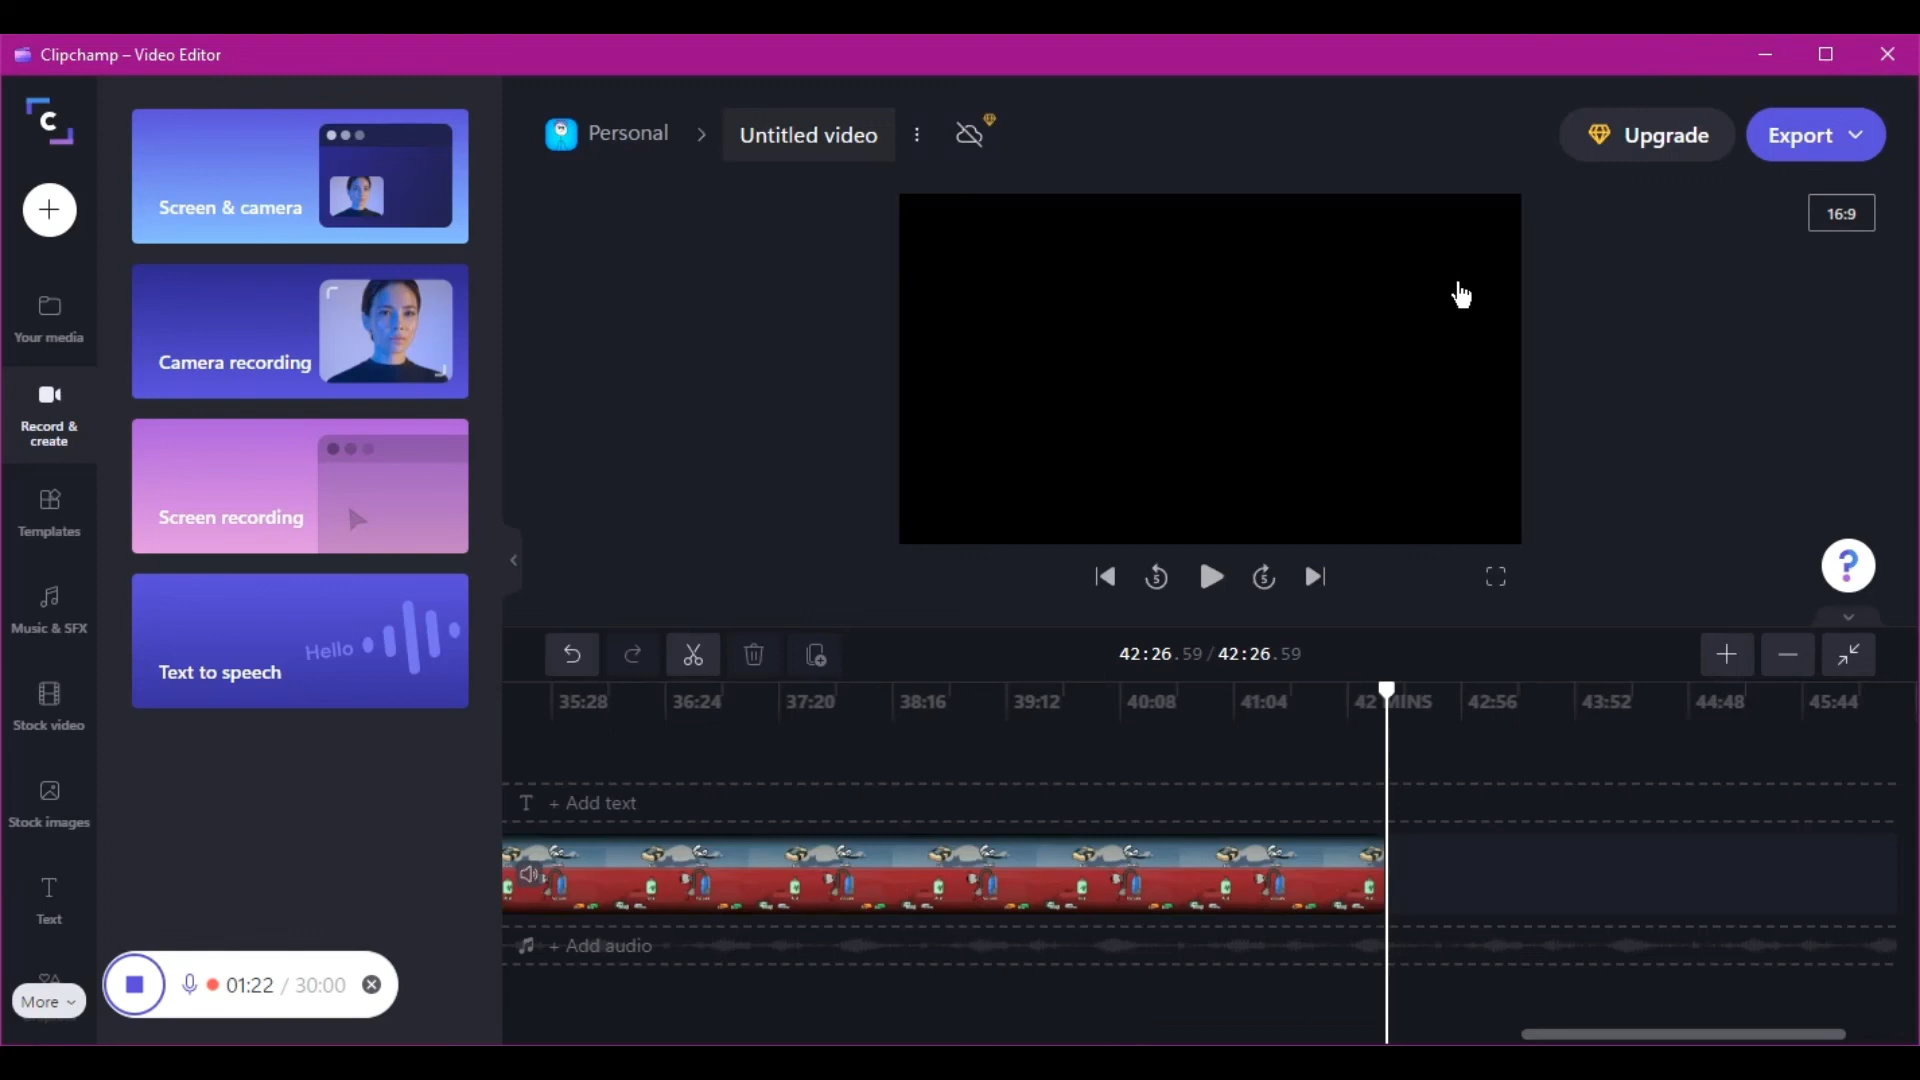 Clipchamp – Video Editor
Personal
Untitled video
Upgrade
Export
16:9
Your media
Record &
create
Templates
Music & SFX
Stock video
Stock images
Text
More
Screen & camera
Camera recording
Screen recording
Hello
Text to speech
01:22 / 30:00
5
5
?
42:26.59 / 42:26.59
35:28
36:24
37:20
38:16
39:12
40:08
41:04
42 MINS
42:56
43:52
44:48
45:44
T + Add text
+ Add audio